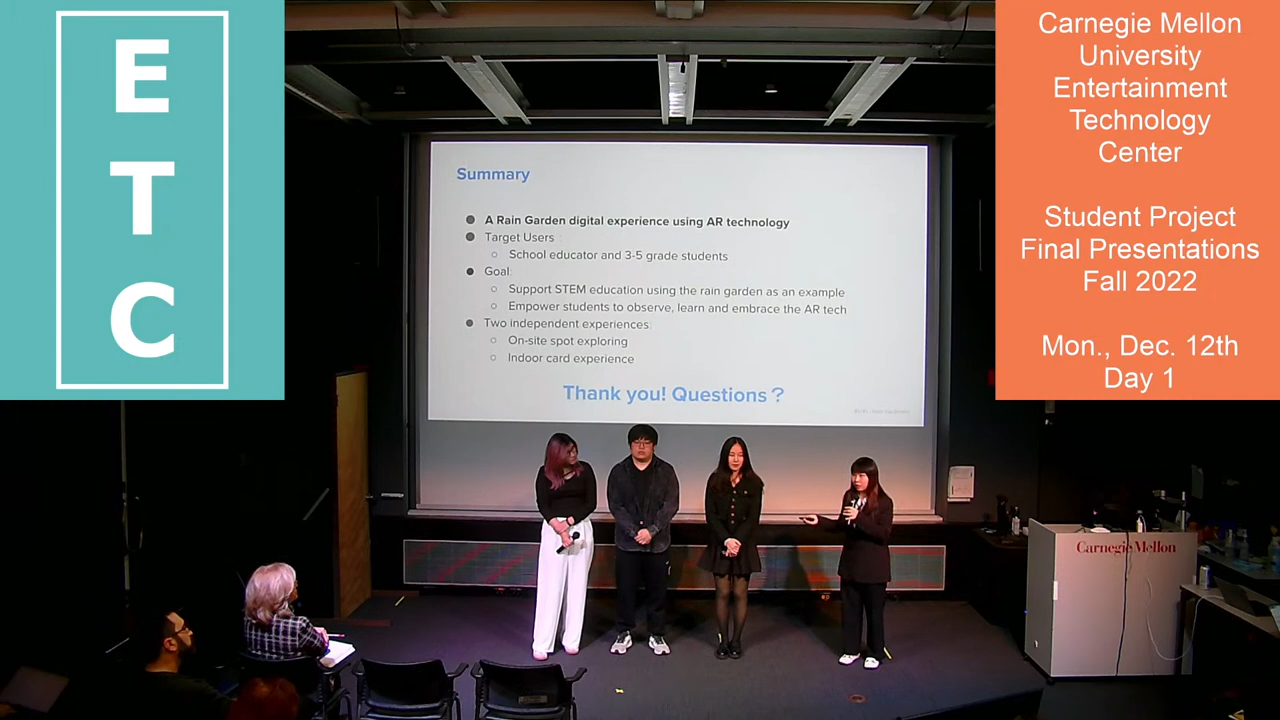 E
T
C
Carnegie Mellon
University
Entertainment
Technology
Center
Student Project
Final Presentations
Fall 2022
Mon., Dec. 12th
Day 1
Summary
A Rain Garden digital experience using AR technology
Target Users
School educator and 3-5 grade students
Goal:
Support STEM education using the rain garden as an example
Empower students to observe, learn and embrace the AR tech
Two independent experiences:
On-site spot exploring
Indoor card experience
Thank you! Questions ?
Carnegie Mellon